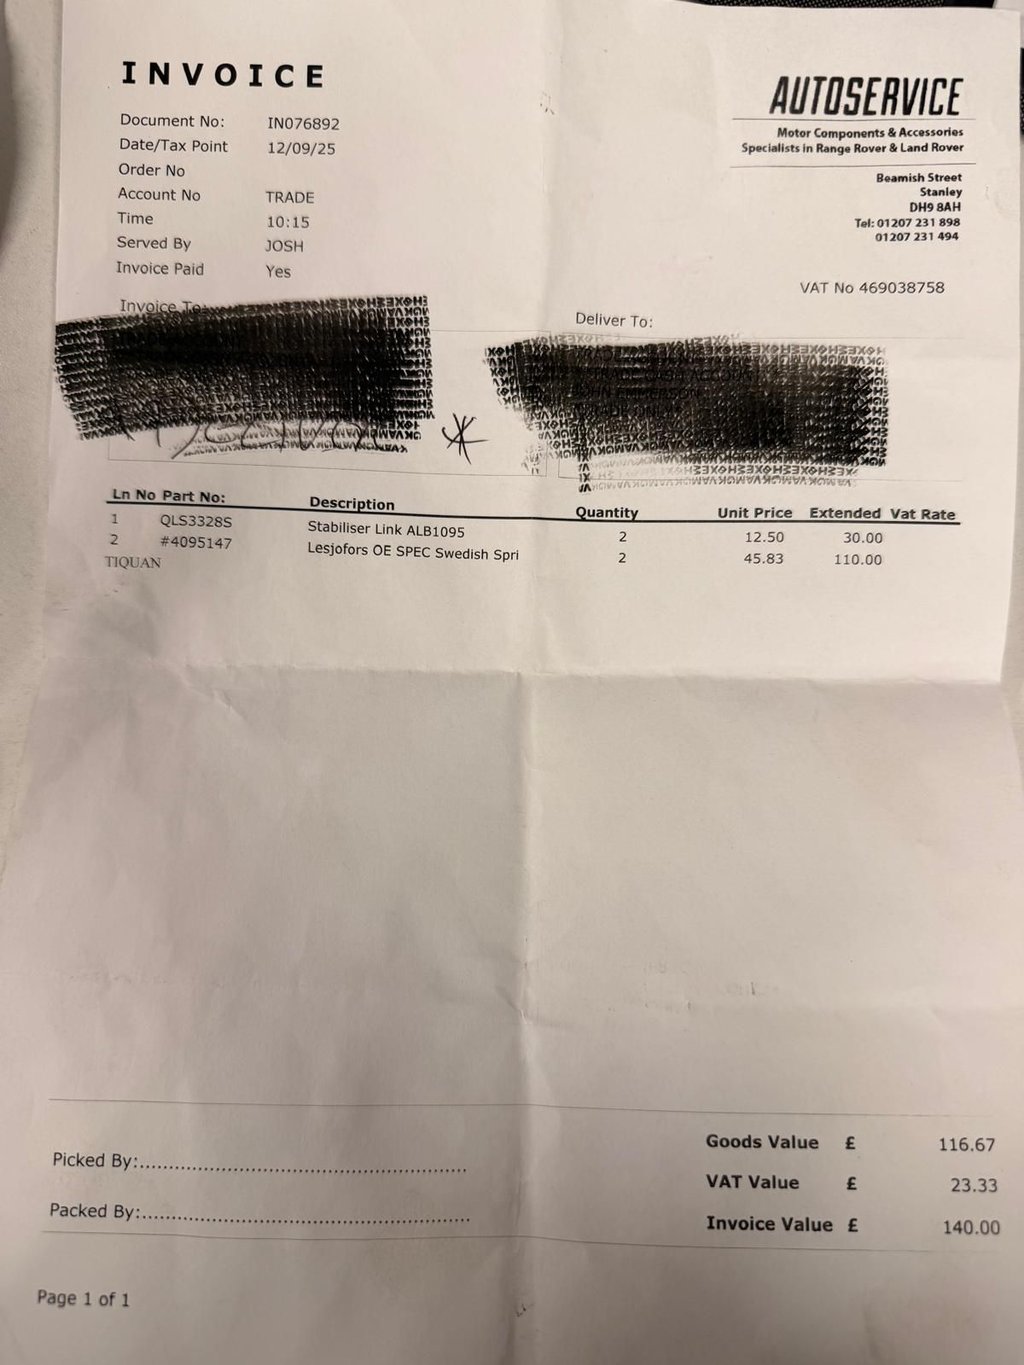 INVOICE
AUTOSERVICE
Motor Components & Accessories
Specialists in Range Rover & Land Rover
Beamish Street
Stanley
DH9 8AH
Tel: 01207 231 898
01207 231 494
VAT No 469038758
Document No: IN076892
Date/Tax Point 12/09/25
Order No
Account No TRADE
Time 10:15
Served By JOSH
Invoice Paid Yes
Invoice To:
Deliver To:
Ln No Part No: Description Quantity Unit Price Extended Vat Rate
1 QLS3328S Stabiliser Link ALB1095 2 12.50 30.00
2 #4095147 Lesjofors OE SPEC Swedish Spri 2 45.83 110.00
TIQUAN
Picked By:
Packed By:
Goods Value £ 116.67
VAT Value £ 23.33
Invoice Value £ 140.00
Page 1 of 1